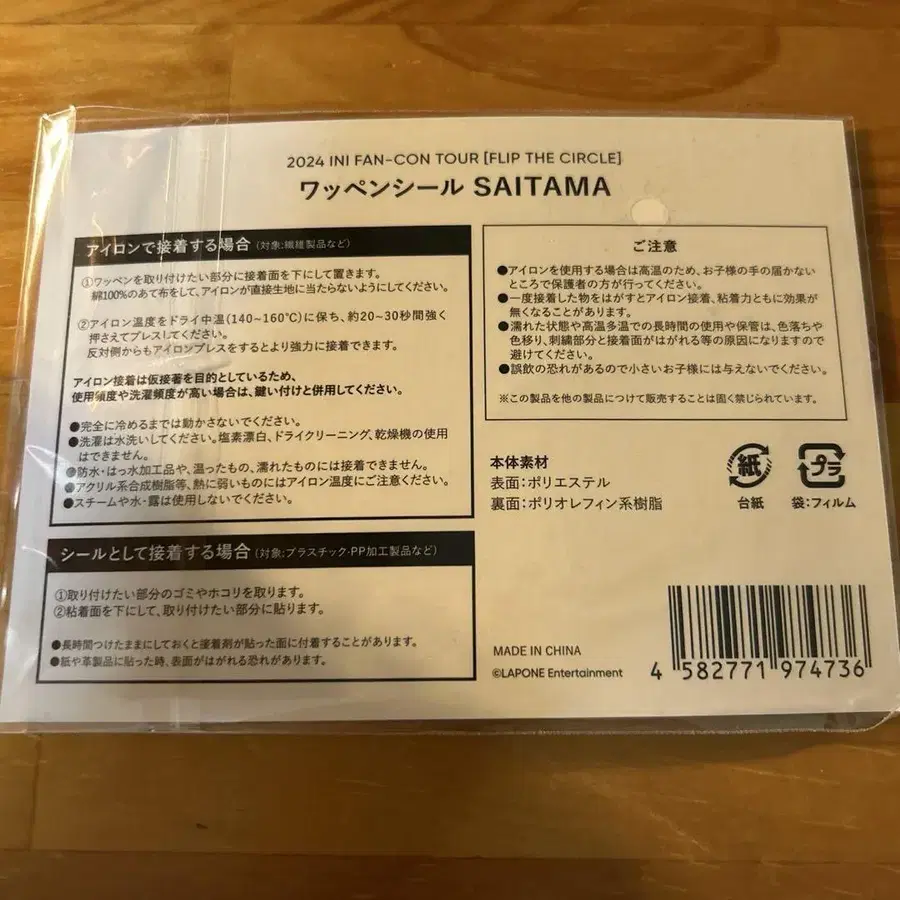 2024 INI FAN-CON TOUR [FLIP THE CIRCLE]
ワッペンシール SAITAMA
アイロンで接着する場合 (対象:繊維製品など)
①ワッペンを取り付けたい部分に接着面を下にして置きます。
綿100%のあて布をして、アイロンが直接生地に当たらないようにしてください。
②アイロン温度をドライ中温(140~160℃)に保ち、約20~30秒間強く
押さえてプレスしてください。
反対側からもアイロンプレスをするとより強力に接着できます。
アイロン接着は仮接着を目的としているため、
使用頻度や洗濯頻度が高い場合は、縫い付けと併用してください。
●完全に冷めるまでは動かさないでください。
●洗濯は水洗いしてください。塩素漂白、ドライクリーニング、乾燥機の使用
はできません。
●防水・はっ水加工品や、湿ったもの、濡れたものには接着できません。
●アクリル系合成樹脂等、熱に弱いものにはアイロン温度にご注意ください。
●スチームや水・露は使用しないでください。
シールとして接着する場合 (対象:プラスチック・PP加工製品など)
①取り付けたい部分のゴミやホコリを取ります。
②粘着面を下にして、取り付けたい部分に貼ります。
●長時間つけたままにしておくと接着剤が貼った面に付着することがあります。
●紙や革製品に貼った時、表面がはがれる恐れがあります。
ご注意
●アイロンを使用する場合は高温のため、お子様の手の届かない
ところで保護者の方が行ってください。
●一度接着した物をはがすとアイロン接着、粘着力ともに効果が
無くなることがあります。
●濡れた状態や高温多湿での長時間の使用や保管は、色落ちや
色移り、刺繍部分と接着面がはがれる等の原因になりますので
避けてください。
●誤飲の恐れがあるので小さいお子様には与えないでください。
※この製品を他の製品につけて販売することは固く禁じられています。
本体素材
表面:ポリエステル
裏面:ポリオレフィン系樹脂
紙
台紙
プラ
袋:フィルム
MADE IN CHINA
©LAPONE Entertainment
4 582771 974736